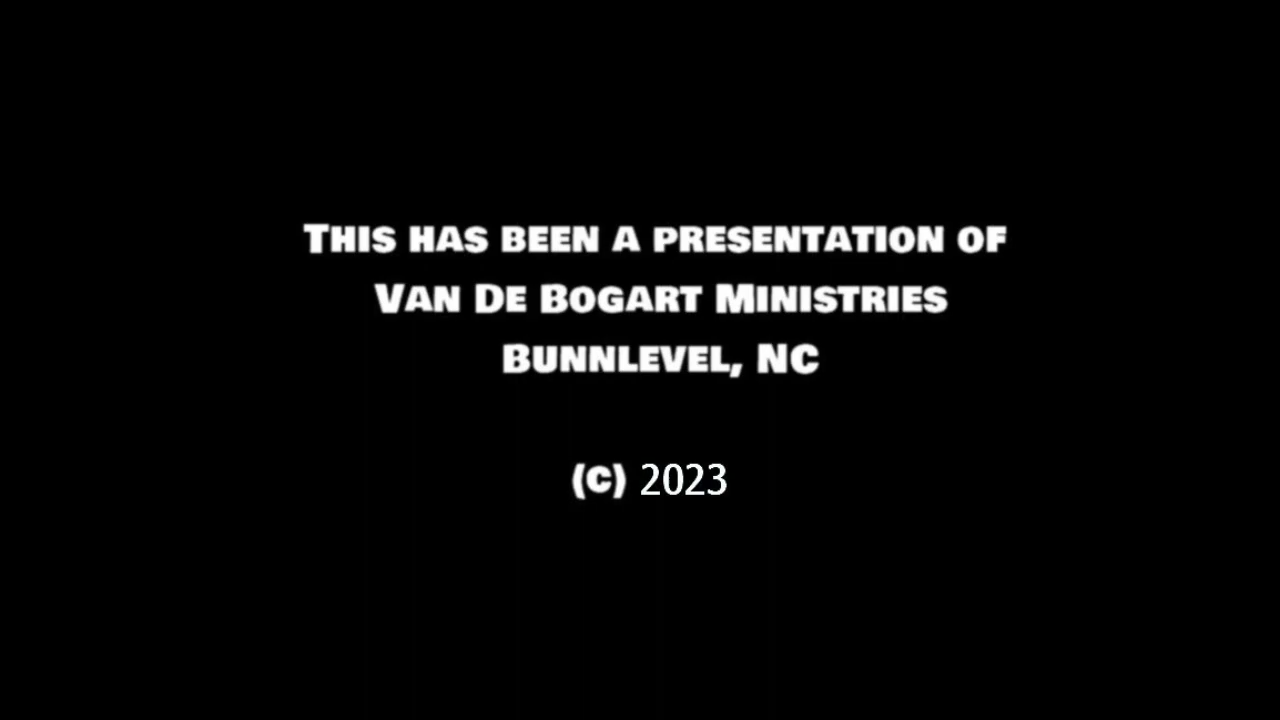 This has been a presentation of
Van De Bogart Ministries
Bunnlevel, NC
(c) 2023